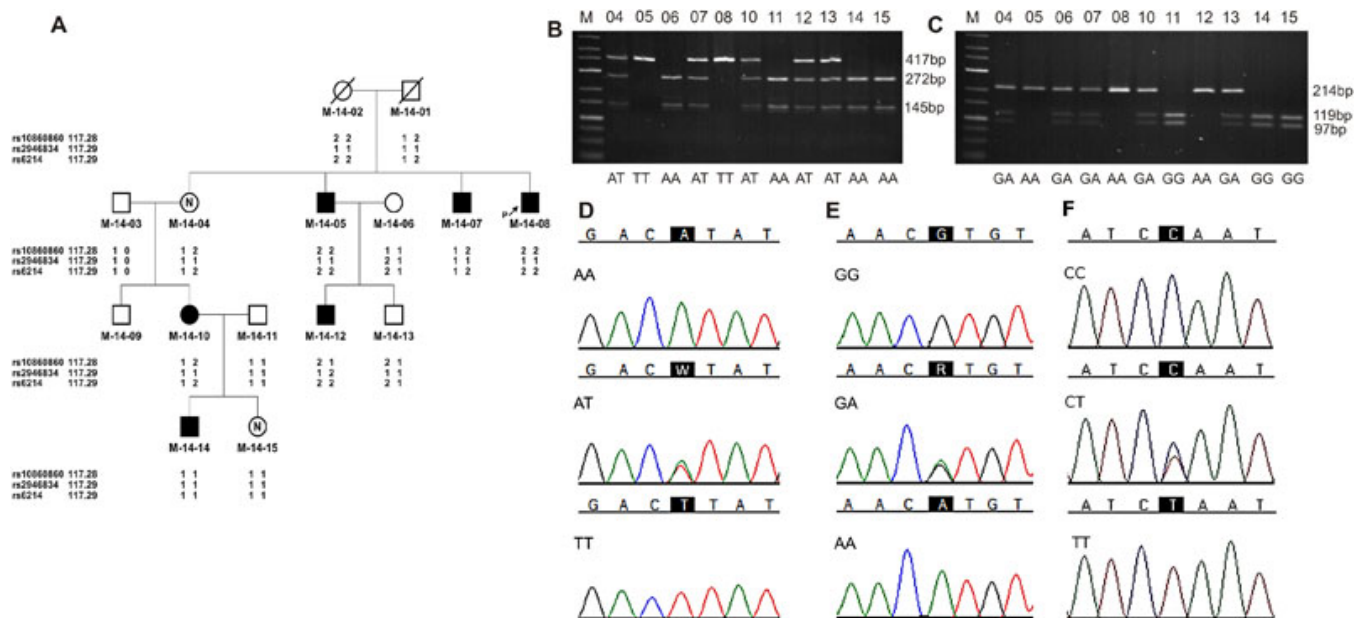 A
M-14-02 M-14-01
rs10860860 117.28 2 2 1 2
rs2946834 117.29 1 1 1 1
rs6214 117.29 2 2 2 2
N
P
M-14-03 M-14-04 M-14-05 M-14-06 M-14-07 M-14-08
rs10860860 117.28 1 0 1 2 2 2 1 1 1 2 2 2
rs2946834 117.29 1 0 1 1 1 1 2 1 1 1 1 1
rs6214 117.29 1 0 1 2 2 2 2 1 1 2 2 2
M-14-09 M-14-10 M-14-11 M-14-12 M-14-13
rs10860860 117.28 1 2 1 1 2 1 2 1
rs2946834 117.29 1 1 1 1 1 2 1 1
rs6214 117.29 1 2 1 1 2 2 2 1
N
M-14-14 M-14-15
rs10860860 117.28 1 1 1 1
rs2946834 117.29 1 1 1 1
rs6214 117.29 1 1 1 1
B
M 04 05 06 07 08 10 11 12 13 14 15
417bp
272bp
145bp
AT TT AA AT TT AT AA AT AT AA AA
C
M 04 05 06 07 08 10 11 12 13 14 15
214bp
119bp
97bp
GA AA GA GA AA GA GG AA GA GG GG
D
G A C A T A T
AA
G A C W T A T
AT
G A C T T A T
TT
E
A A C G T G T
GG
A A C R T G T
GA
A A C A T G T
AA
F
A T C C A A T
CC
A T C C A A T
CT
A T C T A A T
TT